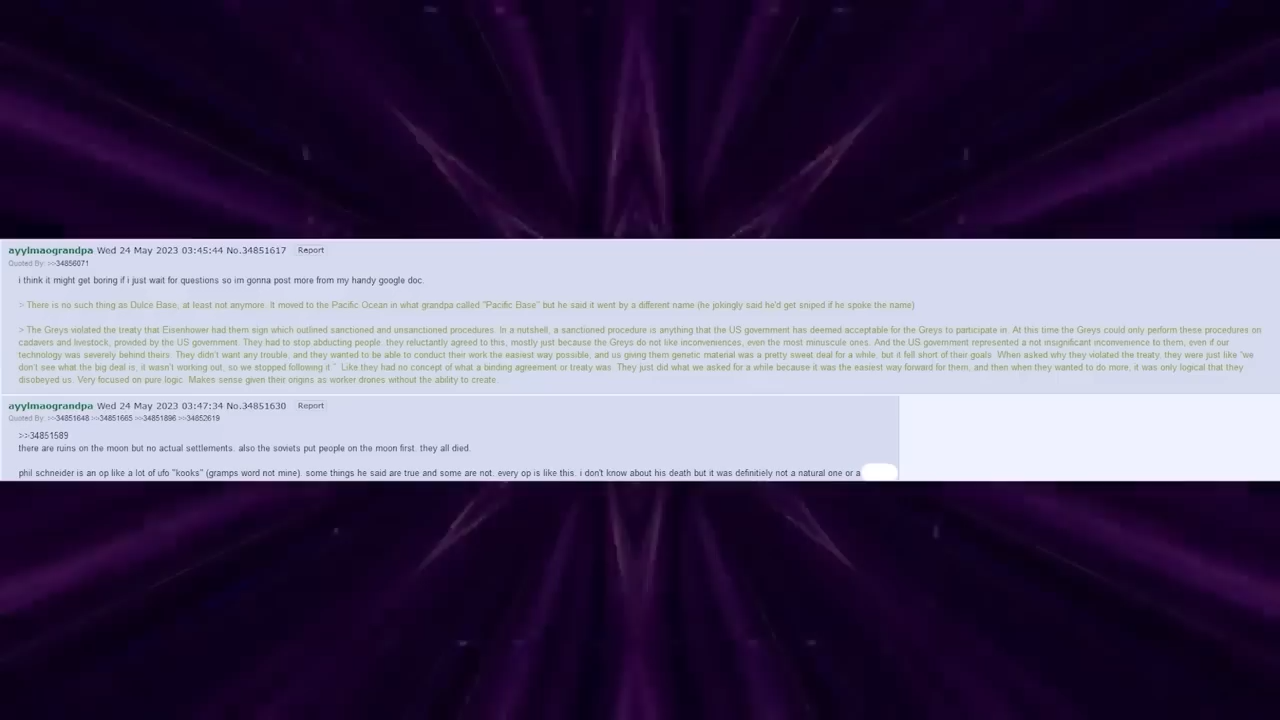 ayylmaograndpa Wed 24 May 2023 03:45:44 No.34851617 Report
Quoted By: >>34856071
i think it might get boring if i just wait for questions so im gonna post more from my handy google doc.
> There is no such thing as Dulce Base, at least not anymore. It moved to the Pacific Ocean in what grandpa called "Pacific Base" but he said it went by a different name (he jokingly said he'd get sniped if he spoke the name)
> The Greys violated the treaty that Eisenhower had them sign which outlined sanctioned and unsanctioned procedures. In a nutshell, a sanctioned procedure is anything that the US government has deemed acceptable for the Greys to participate in. At this time the Greys could only perform these procedures on
cadavers and livestock, provided by the US government. They had to stop abducting people. they reluctantly agreed to this, mostly just because the Greys do not like inconveniences, even the most minuscule ones. And the US government represented a not insignificant inconvenience to them, even if our
technology was severely behind theirs. They didn't want any trouble, and they wanted to be able to conduct their work the easiest way possible, and us giving them genetic material was a pretty sweet deal for a while, but it fell short of their goals. When asked why they violated the treaty, they were just like "we
don't see what the big deal is, it wasn't working out, so we stopped following it." Like they had no concept of what a binding agreement or treaty was. They just did what we asked for a while because it was the easiest way forward for them, and then when they wanted to do more, it was only logical that they
disobeyed us. Very focused on pure logic. Makes sense given their origins as worker drones without the ability to create.
ayylmaograndpa Wed 24 May 2023 03:47:34 No.34851630 Report
Quoted By: >>34851648 >>34851665 >>34851896 >>34852619
>>34851589
there are ruins on the moon but no actual settlements. also the soviets put people on the moon first. they all died.
phil schneider is an op like a lot of ufo "kooks" (gramps word not mine). some things he said are true and some are not. every op is like this. i don't know about his death but it was definitiely not a natural one or a